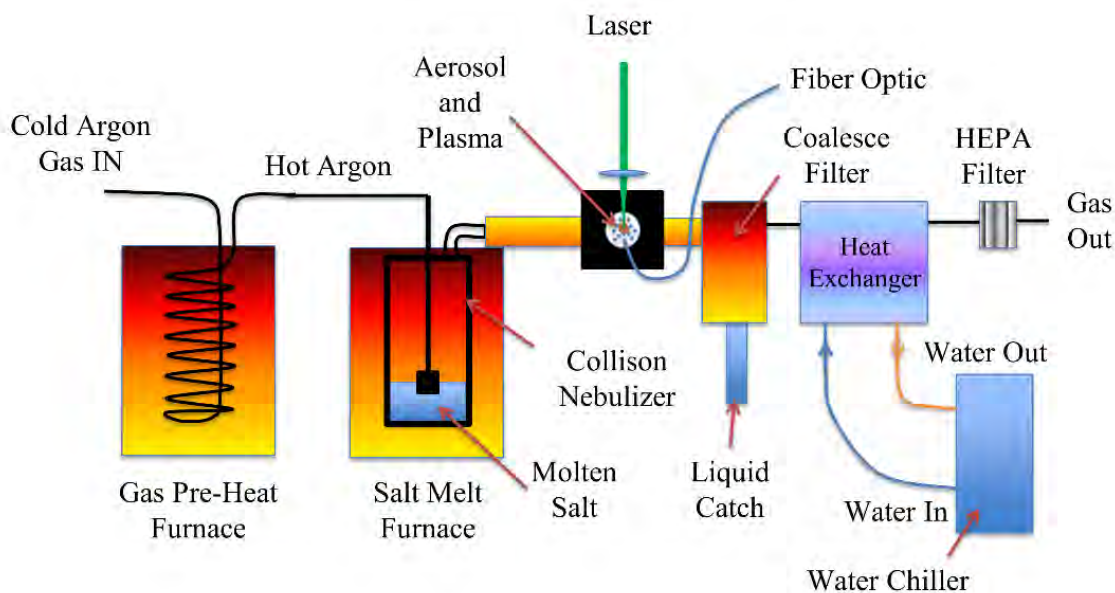 Laser
Aerosol
and
Plasma
Fiber Optic
Cold Argon
Gas IN
Hot Argon
Coalesce
Filter
HEPA
Filter
Gas
Out
Heat
Exchanger
Collison
Nebulizer
Water Out
Gas Pre-Heat
Furnace
Salt Melt
Furnace
Molten
Salt
Liquid
Catch
Water In
Water Chiller